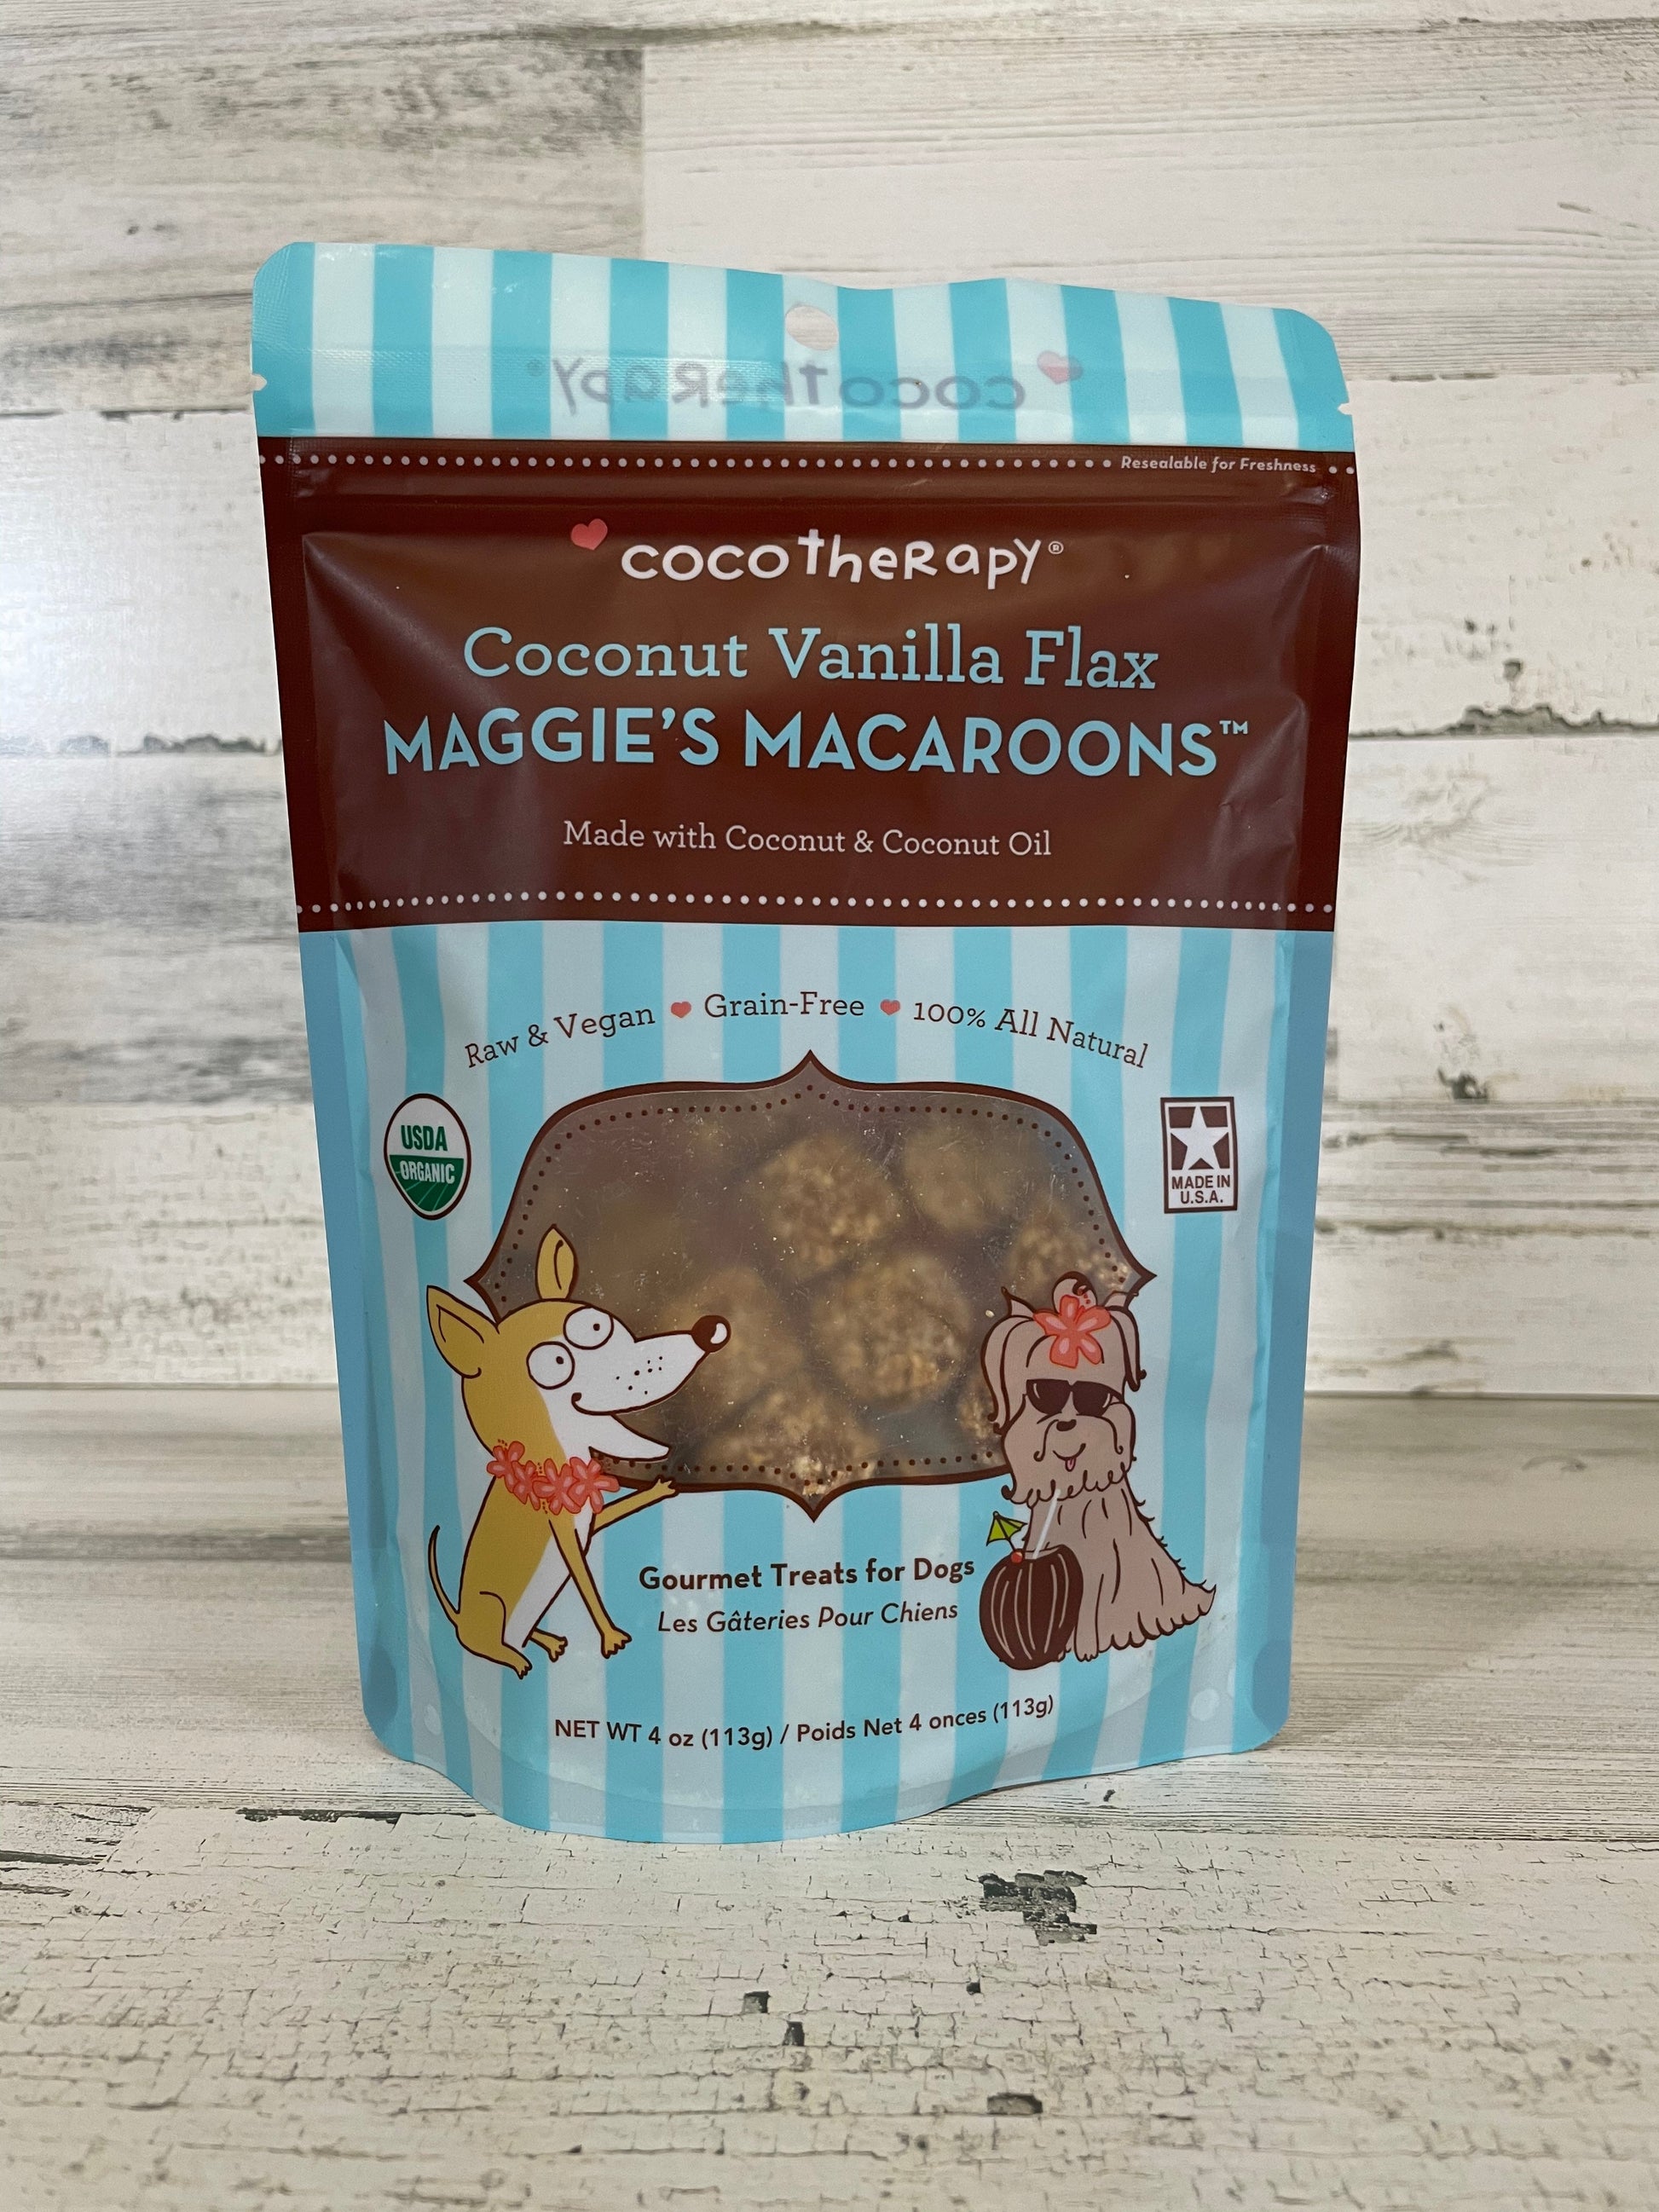 cocotherapy®
Resealable for Freshness
cocotherapy®
Coconut Vanilla Flax
MAGGIE'S MACAROONS™
Made with Coconut & Coconut Oil
Raw & Vegan ♥ Grain-Free ♥ 100% All Natural
USDA
ORGANIC
MADE IN
U.S.A.
Gourmet Treats for Dogs
Les Gâteries Pour Chiens
NET WT 4 oz (113g) / Poids Net 4 onces (113g)